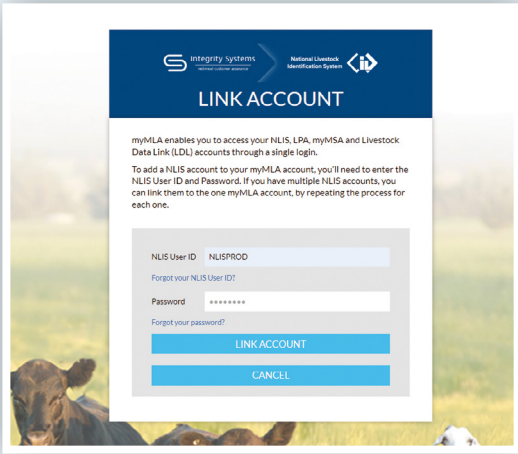 Integrity Systems
National Livestock
Identification System
LINK ACCOUNT
myMLA enables you to access your NLIS, LPA, myMSA and Livestock
Data Link (LDL) accounts through a single login.
To add a NLIS account to your myMLA account, you'll need to enter the
NLIS User ID and Password. If you have multiple NLIS accounts, you
can link them to the one myMLA account, by repeating the process for
each one.
NLIS User ID NLISPROD
Forgot your NLIS User ID?
Password ••••••••
Forgot your password?
LINK ACCOUNT
CANCEL